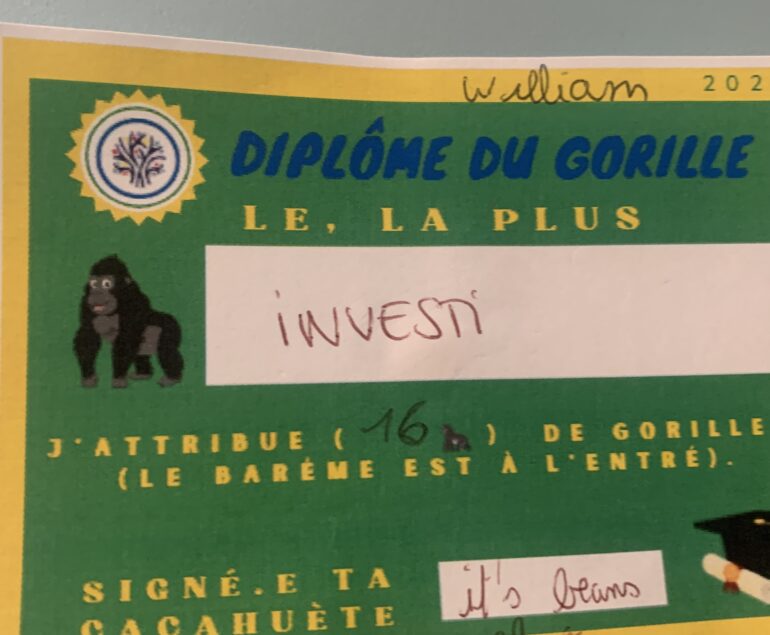 William 202
DIPLÔME DU GORILLE
LE, LA PLUS
iNVESTi
J'ATTRIBUE ( 16 ) DE GORILLE
(LE BARÉME EST À L'ENTRÉ).
SIGNÉ.E TA
CACAHUÈTE
it's beans